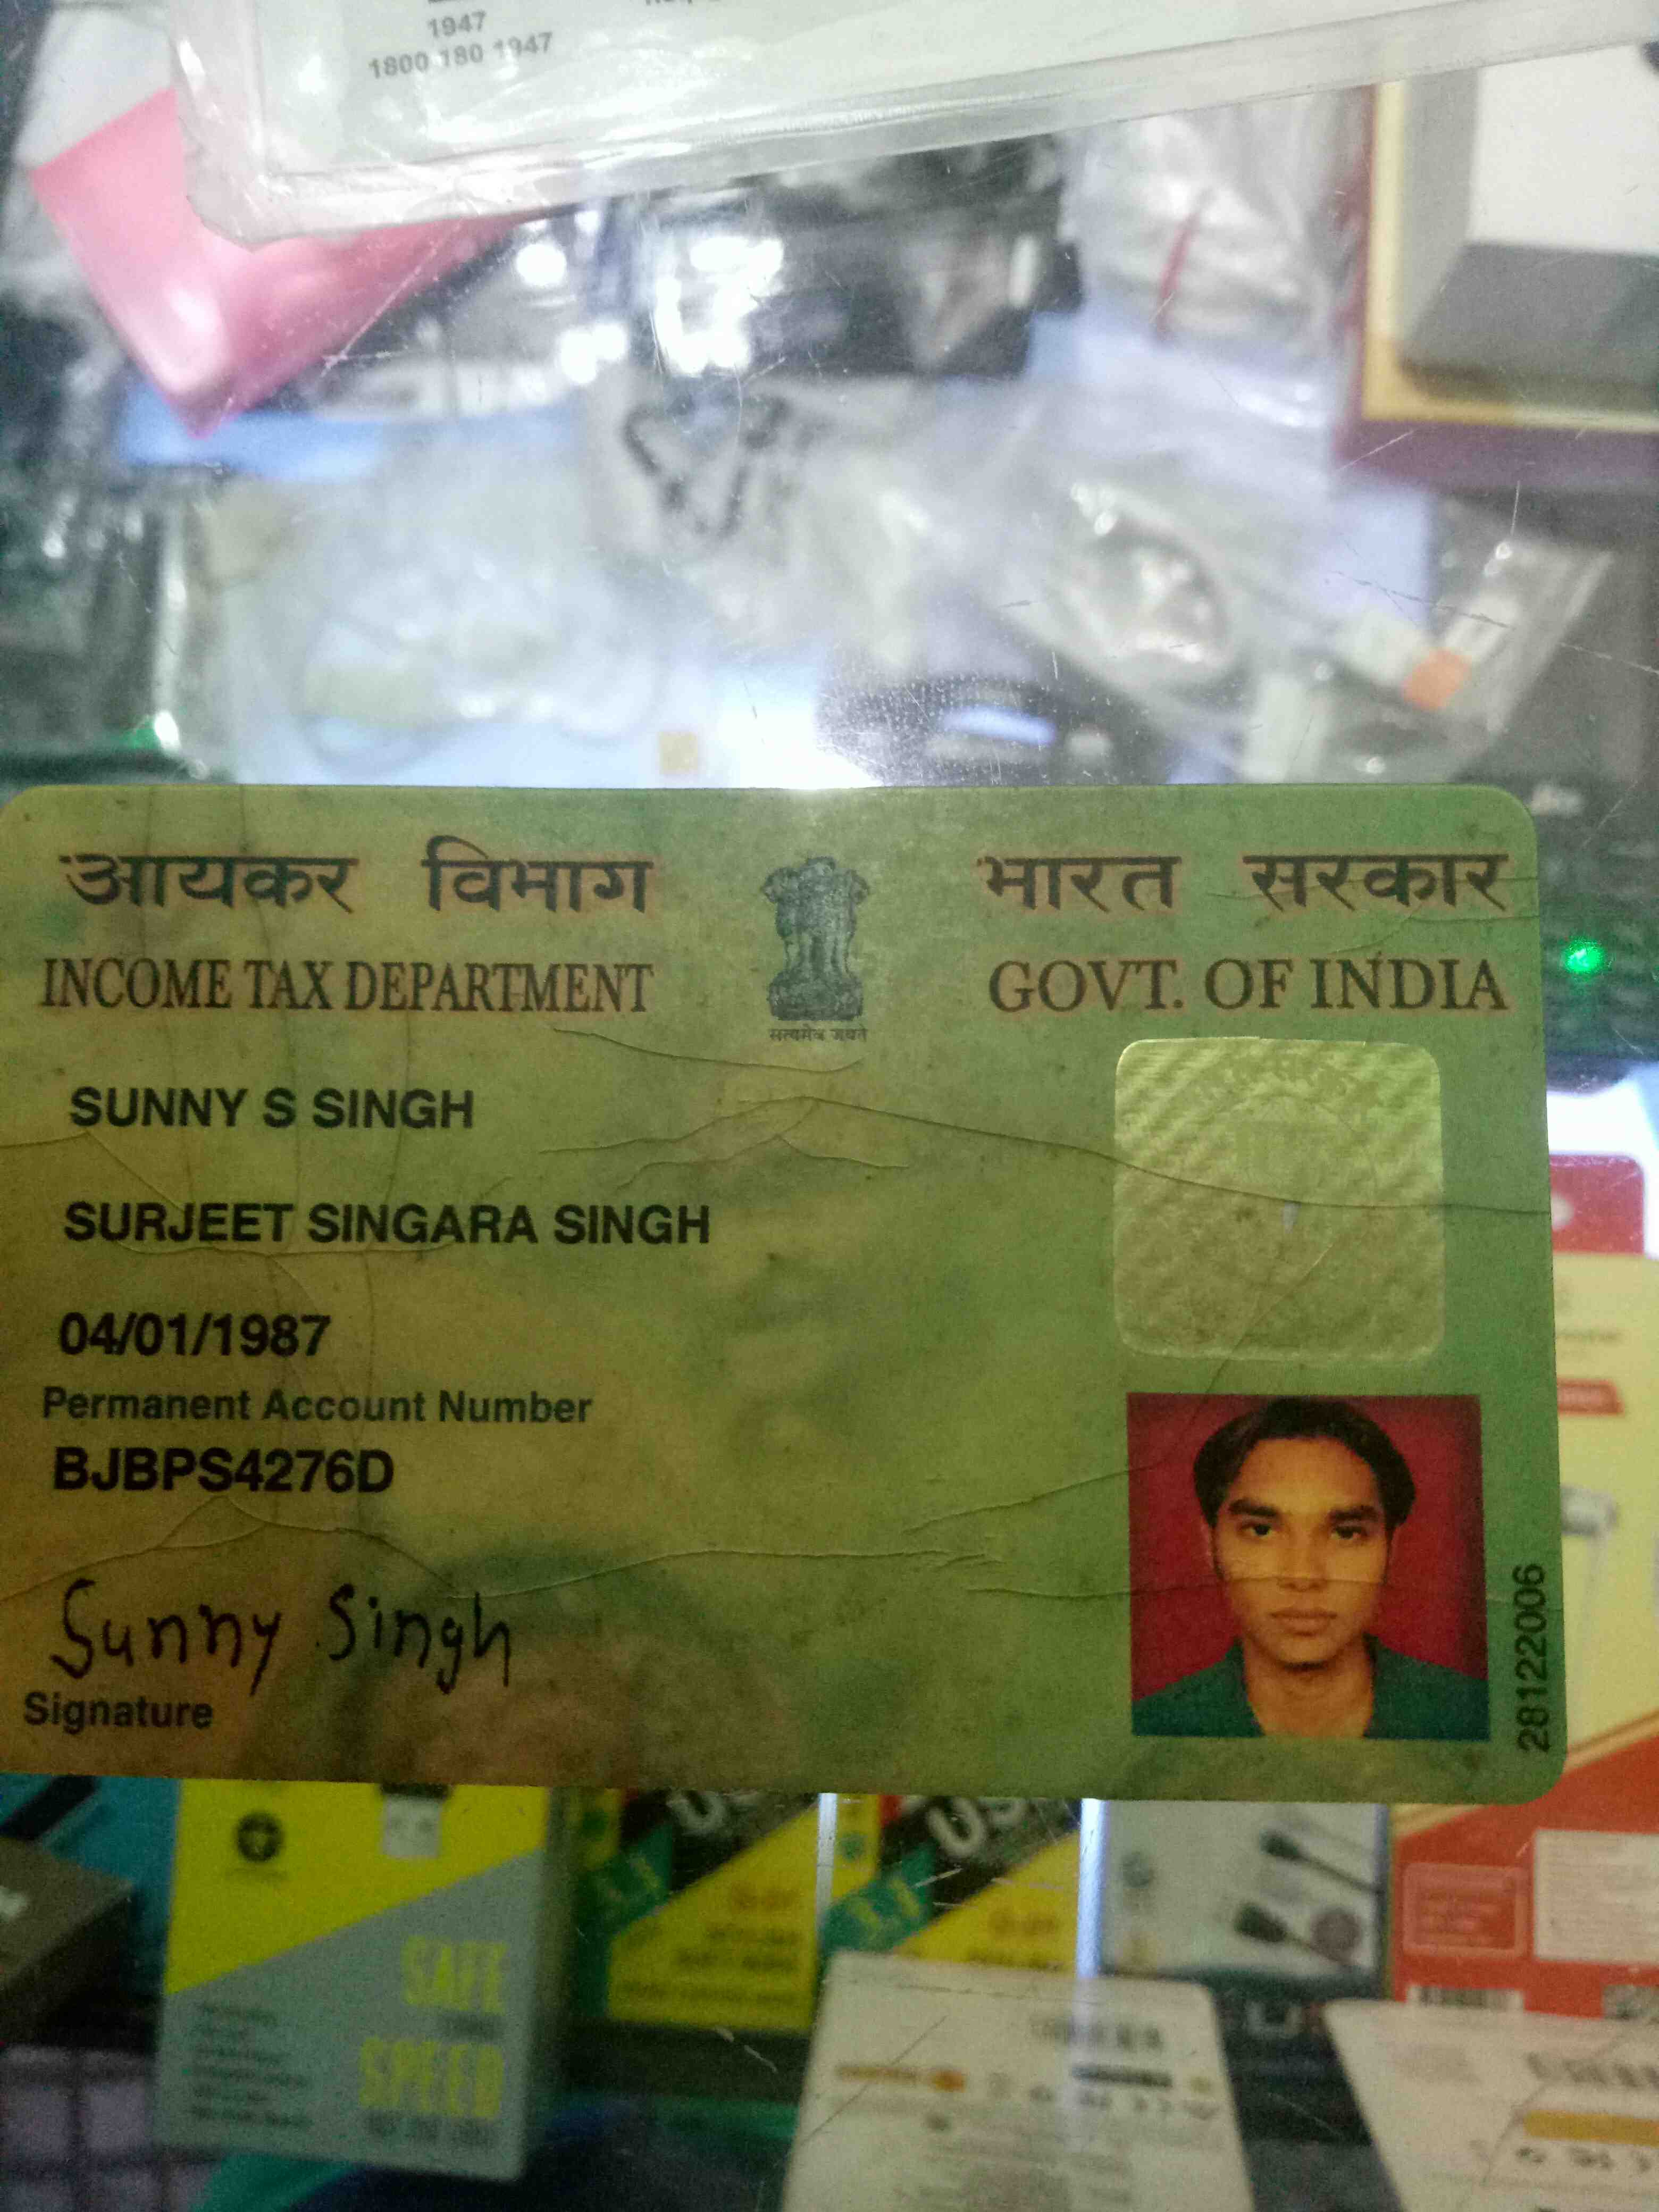 1947
1800 180 1947
आयकर विभाग
भारत सरकार
INCOME TAX DEPARTMENT
GOVT. OF INDIA
सत्यमेव जयते
SUNNY S SINGH
SURJEET SINGARA SINGH
04/01/1987
Permanent Account Number
BJBPS4276D
Sunny Singh
Signature
28122006
SAFE
SPEED